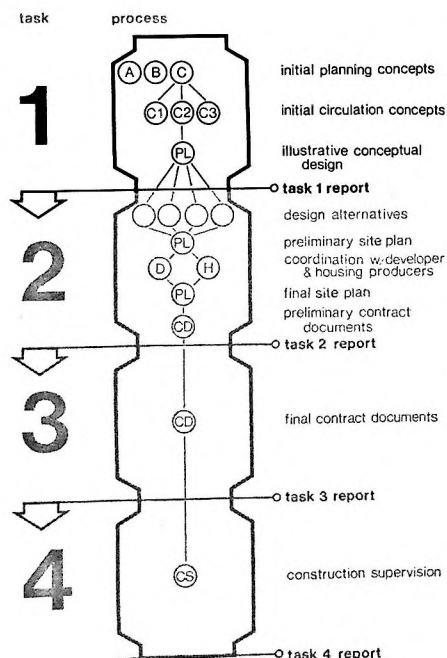 task process
1
A B C initial planning concepts
C1 C2 C3 initial circulation concepts
PL illustrative conceptual
design
task 1 report
design alternatives
2
PL preliminary site plan
D H coordination w. developer
& housing producers
PL final site plan
CD preliminary contract
documents
task 2 report
3
CD final contract documents
task 3 report
4
CS construction supervision
task 4 report